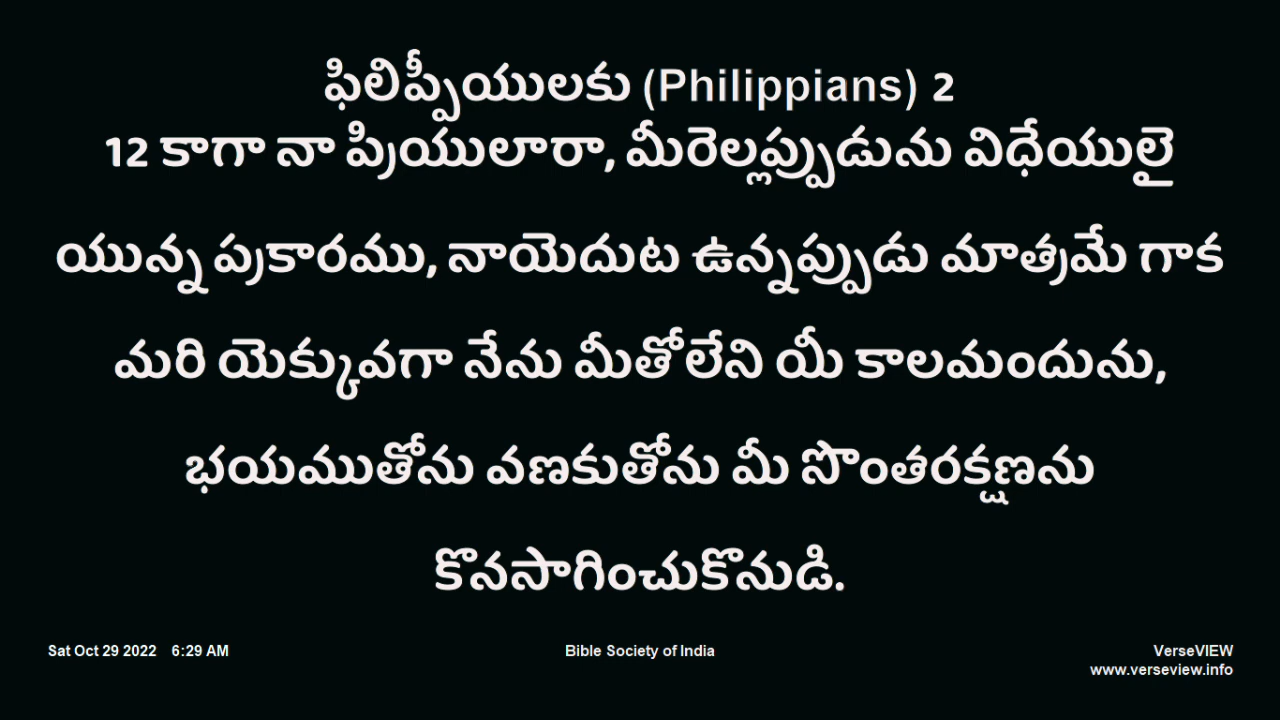 ఫిలిప్పీయులకు (Philippians) 2
12 కాగా నా ప్రియులారా, మీరెల్లప్పుడును విధేయులై
యున్న ప్రకారము, నాయెదుట ఉన్నప్పుడు మాత్రమే గాక
మరి యెక్కువగా నేను మీతోలేని యీ కాలమందును,
భయముతోను వణకుతోను మీ సొంతరక్షణను
కొనసాగించుకొనుడి.
Sat Oct 29 2022 6:29 AM
Bible Society of India
VerseVIEW
www.verseview.info